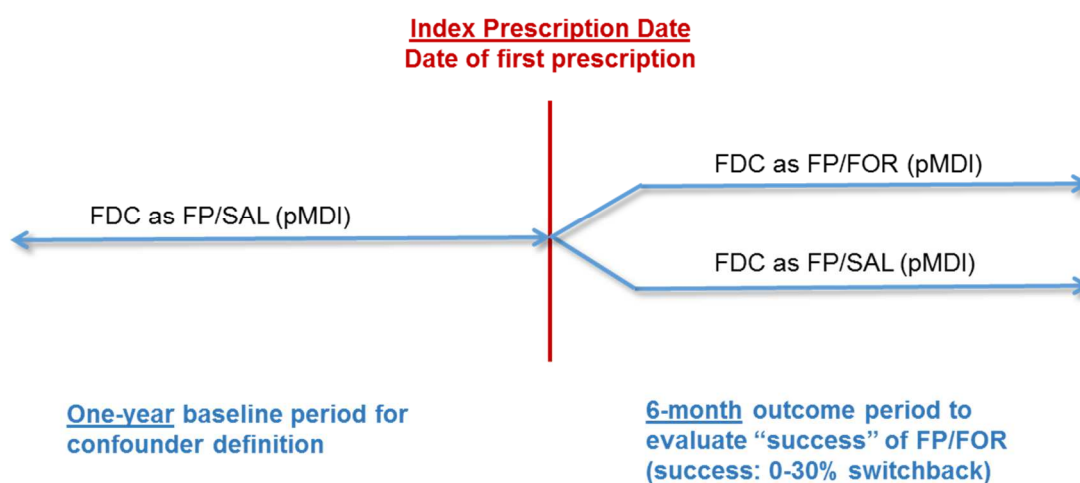 Index Prescription Date
Date of first prescription
FDC as FP/FOR (pMDI)
FDC as FP/SAL (pMDI)
FDC as FP/SAL (pMDI)
One-year baseline period for
confounder definition
6-month outcome period to
evaluate “success” of FP/FOR
(success: 0-30% switchback)